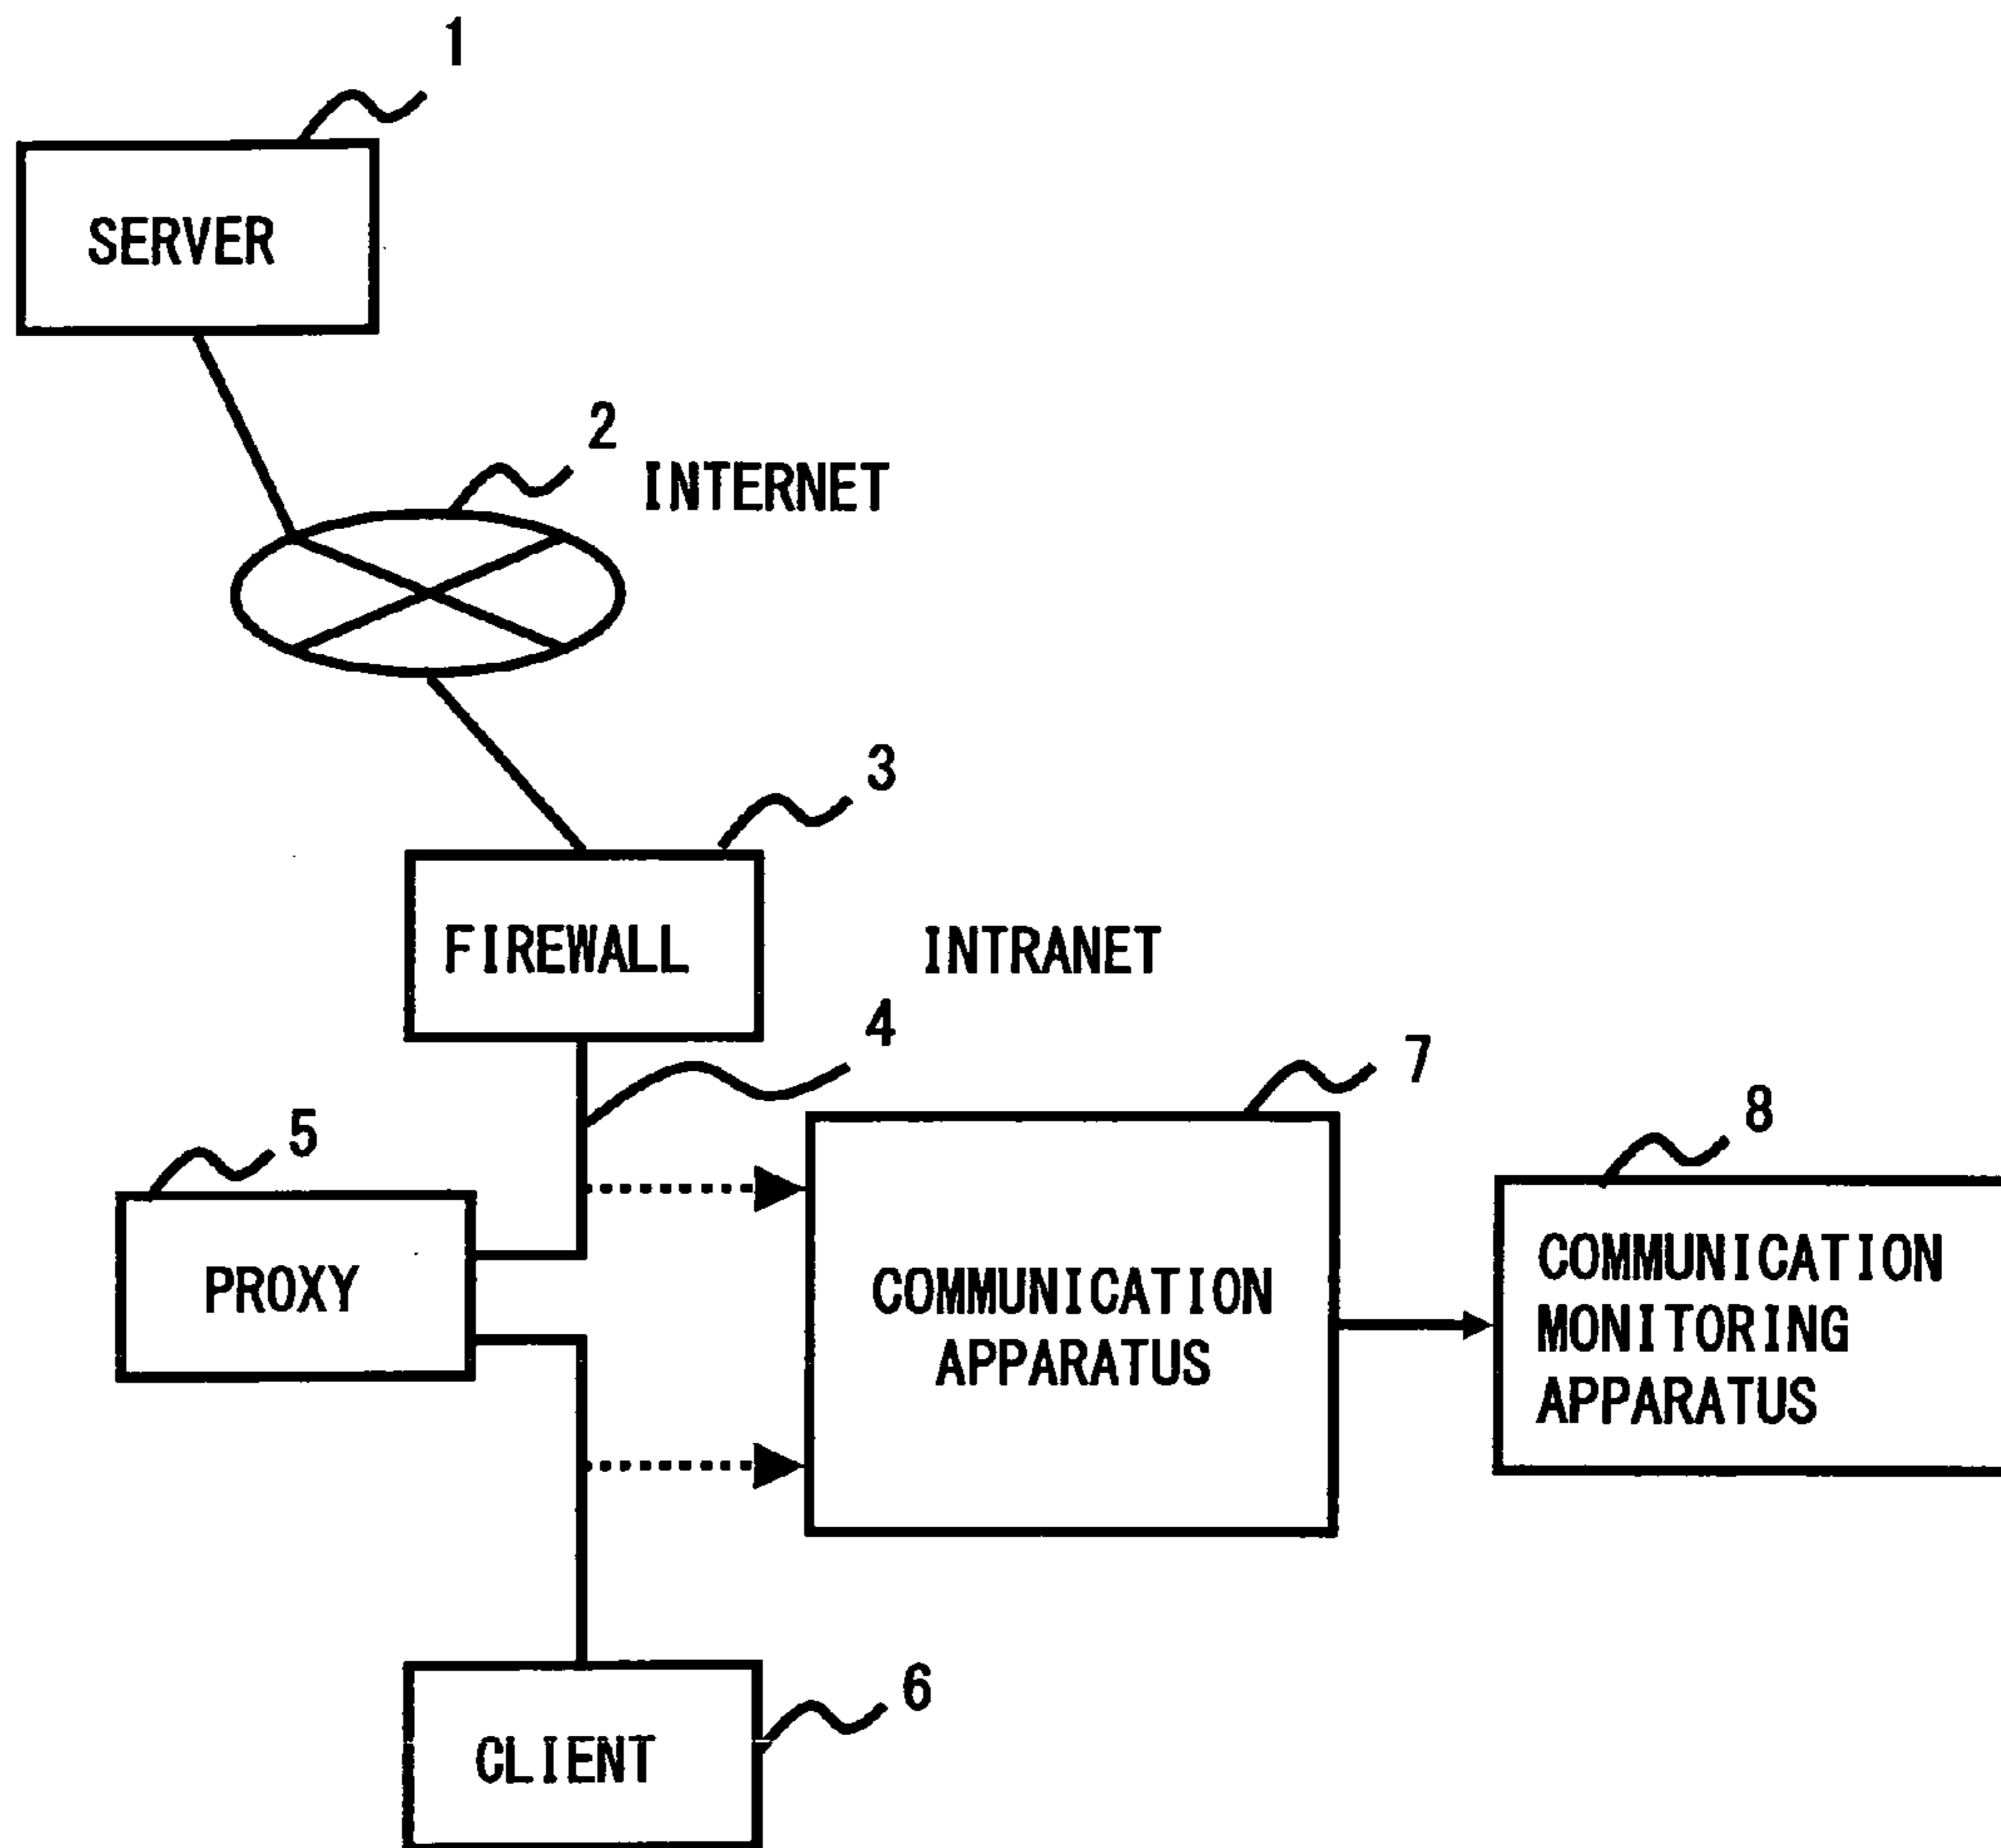 1
SERVER
2
INTERNET
3
FIREWALL
INTRANET
4
7
8
5
PROXY
COMMUNICATION
APPARATUS
COMMUNICATION
MONITORING
APPARATUS
6
CLIENT